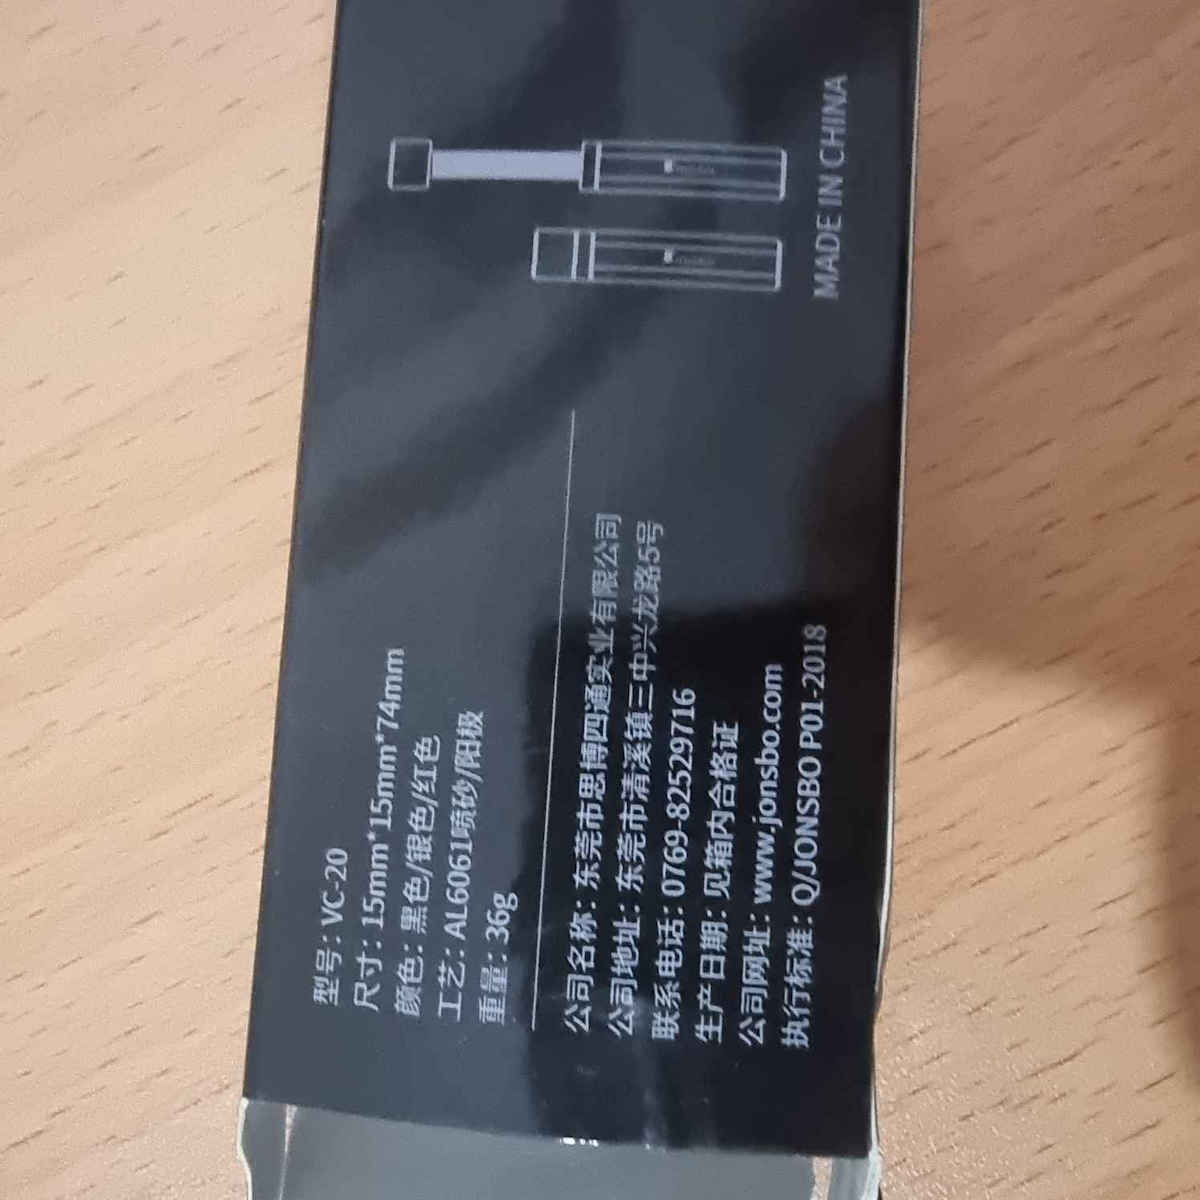 型号：VC-20
尺寸：15mm*15mm*74mm
颜色：黑色/银色/红色
工艺：AL6061喷砂/阳极
重量：36g
公司名称：东莞市思博四通实业有限公司
公司地址：东莞市清溪镇三中兴龙路5号
联系电话：0769-82529716
生产日期：见箱内合格证
公司网址：www.jonsbo.com
执行标准：Q/JONSBO P01-2018
MADE IN CHINA